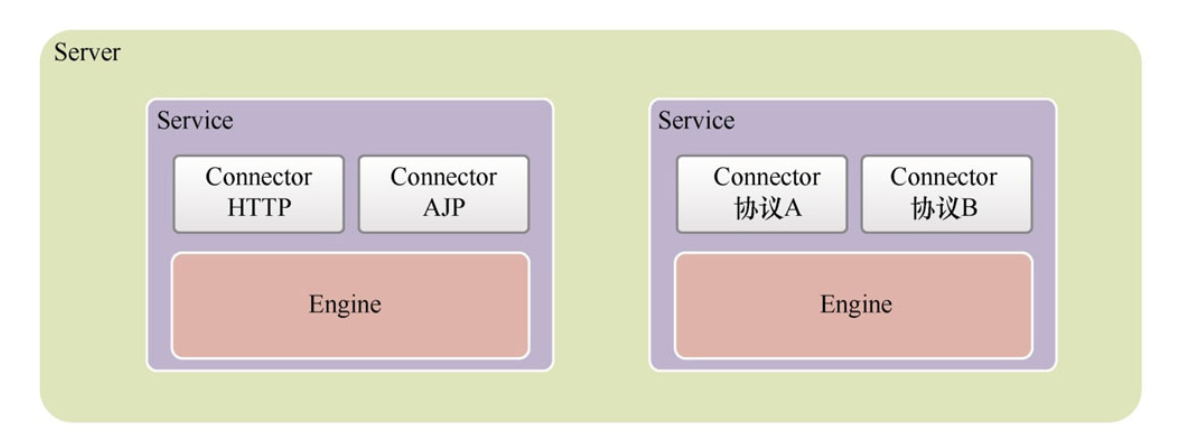 Server
Service
Connector
HTTP
Connector
AJP
Engine
Service
Connector
协议A
Connector
协议B
Engine